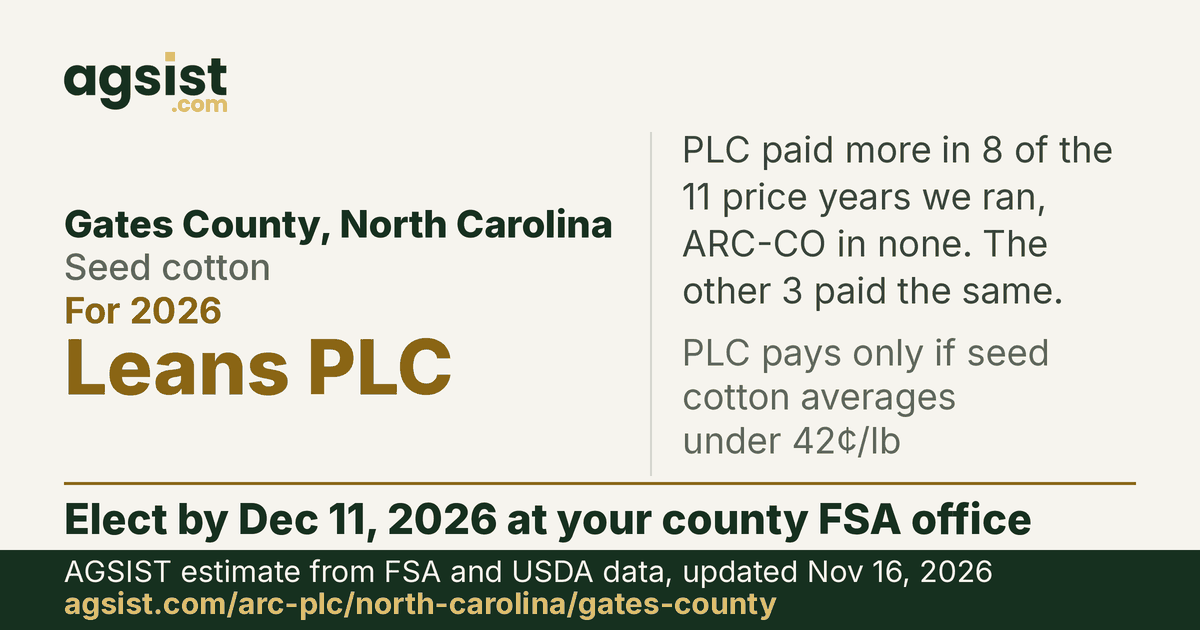 agsist
.com
Gates County, North Carolina
Seed cotton
For 2026
Leans PLC
PLC paid more in 8 of the
11 price years we ran,
ARC-CO in none. The
other 3 paid the same.
PLC pays only if seed
cotton averages
under 42¢/lb
Elect by Dec 11, 2026 at your county FSA office
AGSIST estimate from FSA and USDA data, updated Nov 16, 2026
agsist.com/arc-plc/north-carolina/gates-county